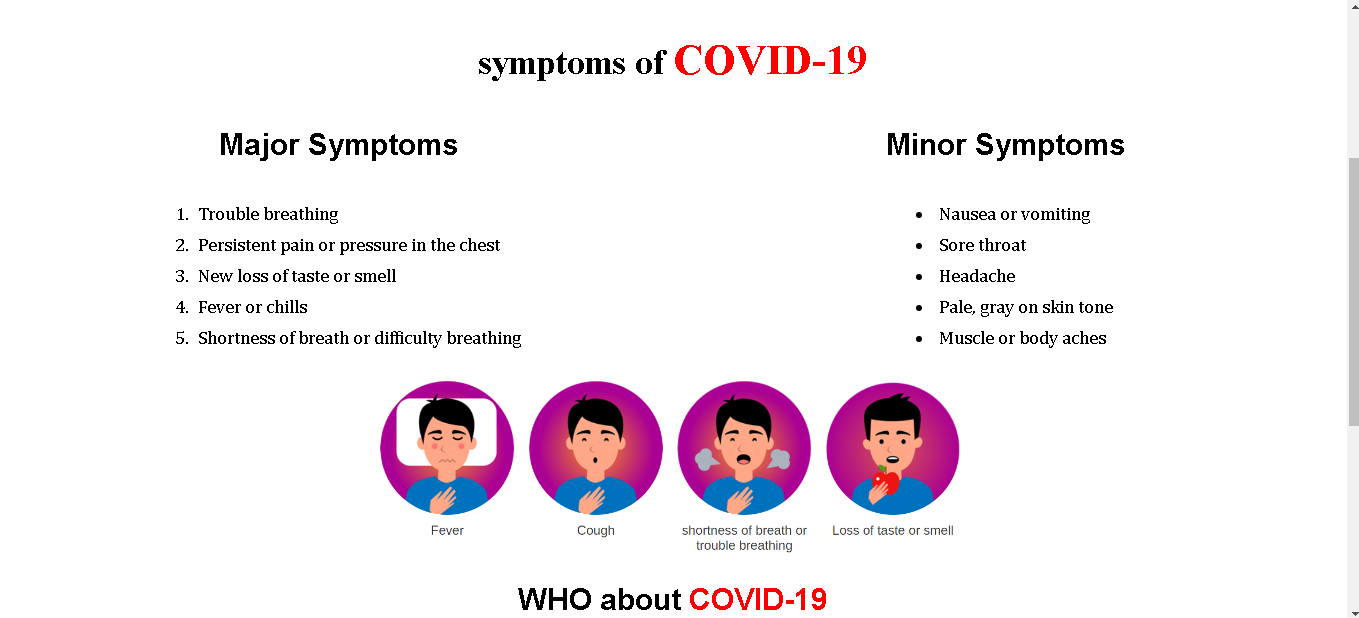 symptoms of COVID-19
Major Symptoms
1. Trouble breathing
2. Persistent pain or pressure in the chest
3. New loss of taste or smell
4. Fever or chills
5. Shortness of breath or difficulty breathing
Minor Symptoms
• Nausea or vomiting
• Sore throat
• Headache
• Pale, gray on skin tone
• Muscle or body aches
Fever
Cough
shortness of breath or
trouble breathing
Loss of taste or smell
WHO about COVID-19